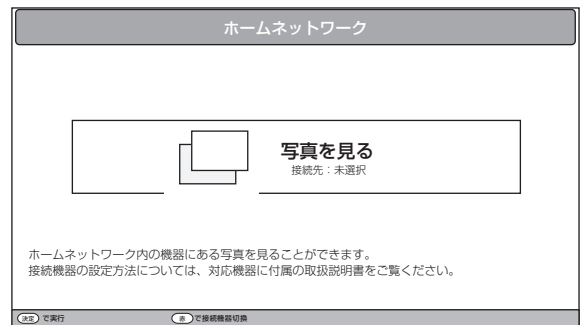 ホームネットワーク
写真を見る
接続先：未選択
ホームネットワーク内の機器にある写真を見ることができます。
接続機器の設定方法については、対応機器に付属の取扱説明書をご覧ください。
決定 で実行 赤 で接続機器切換